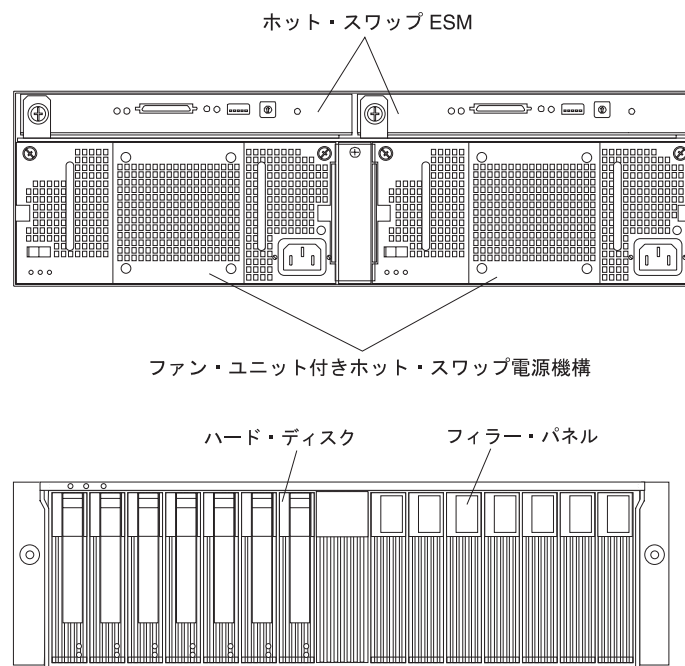 ホット・スワップ ESM
ファン・ユニット付きホット・スワップ電源機構
ハード・ディスク
フィラー・パネル